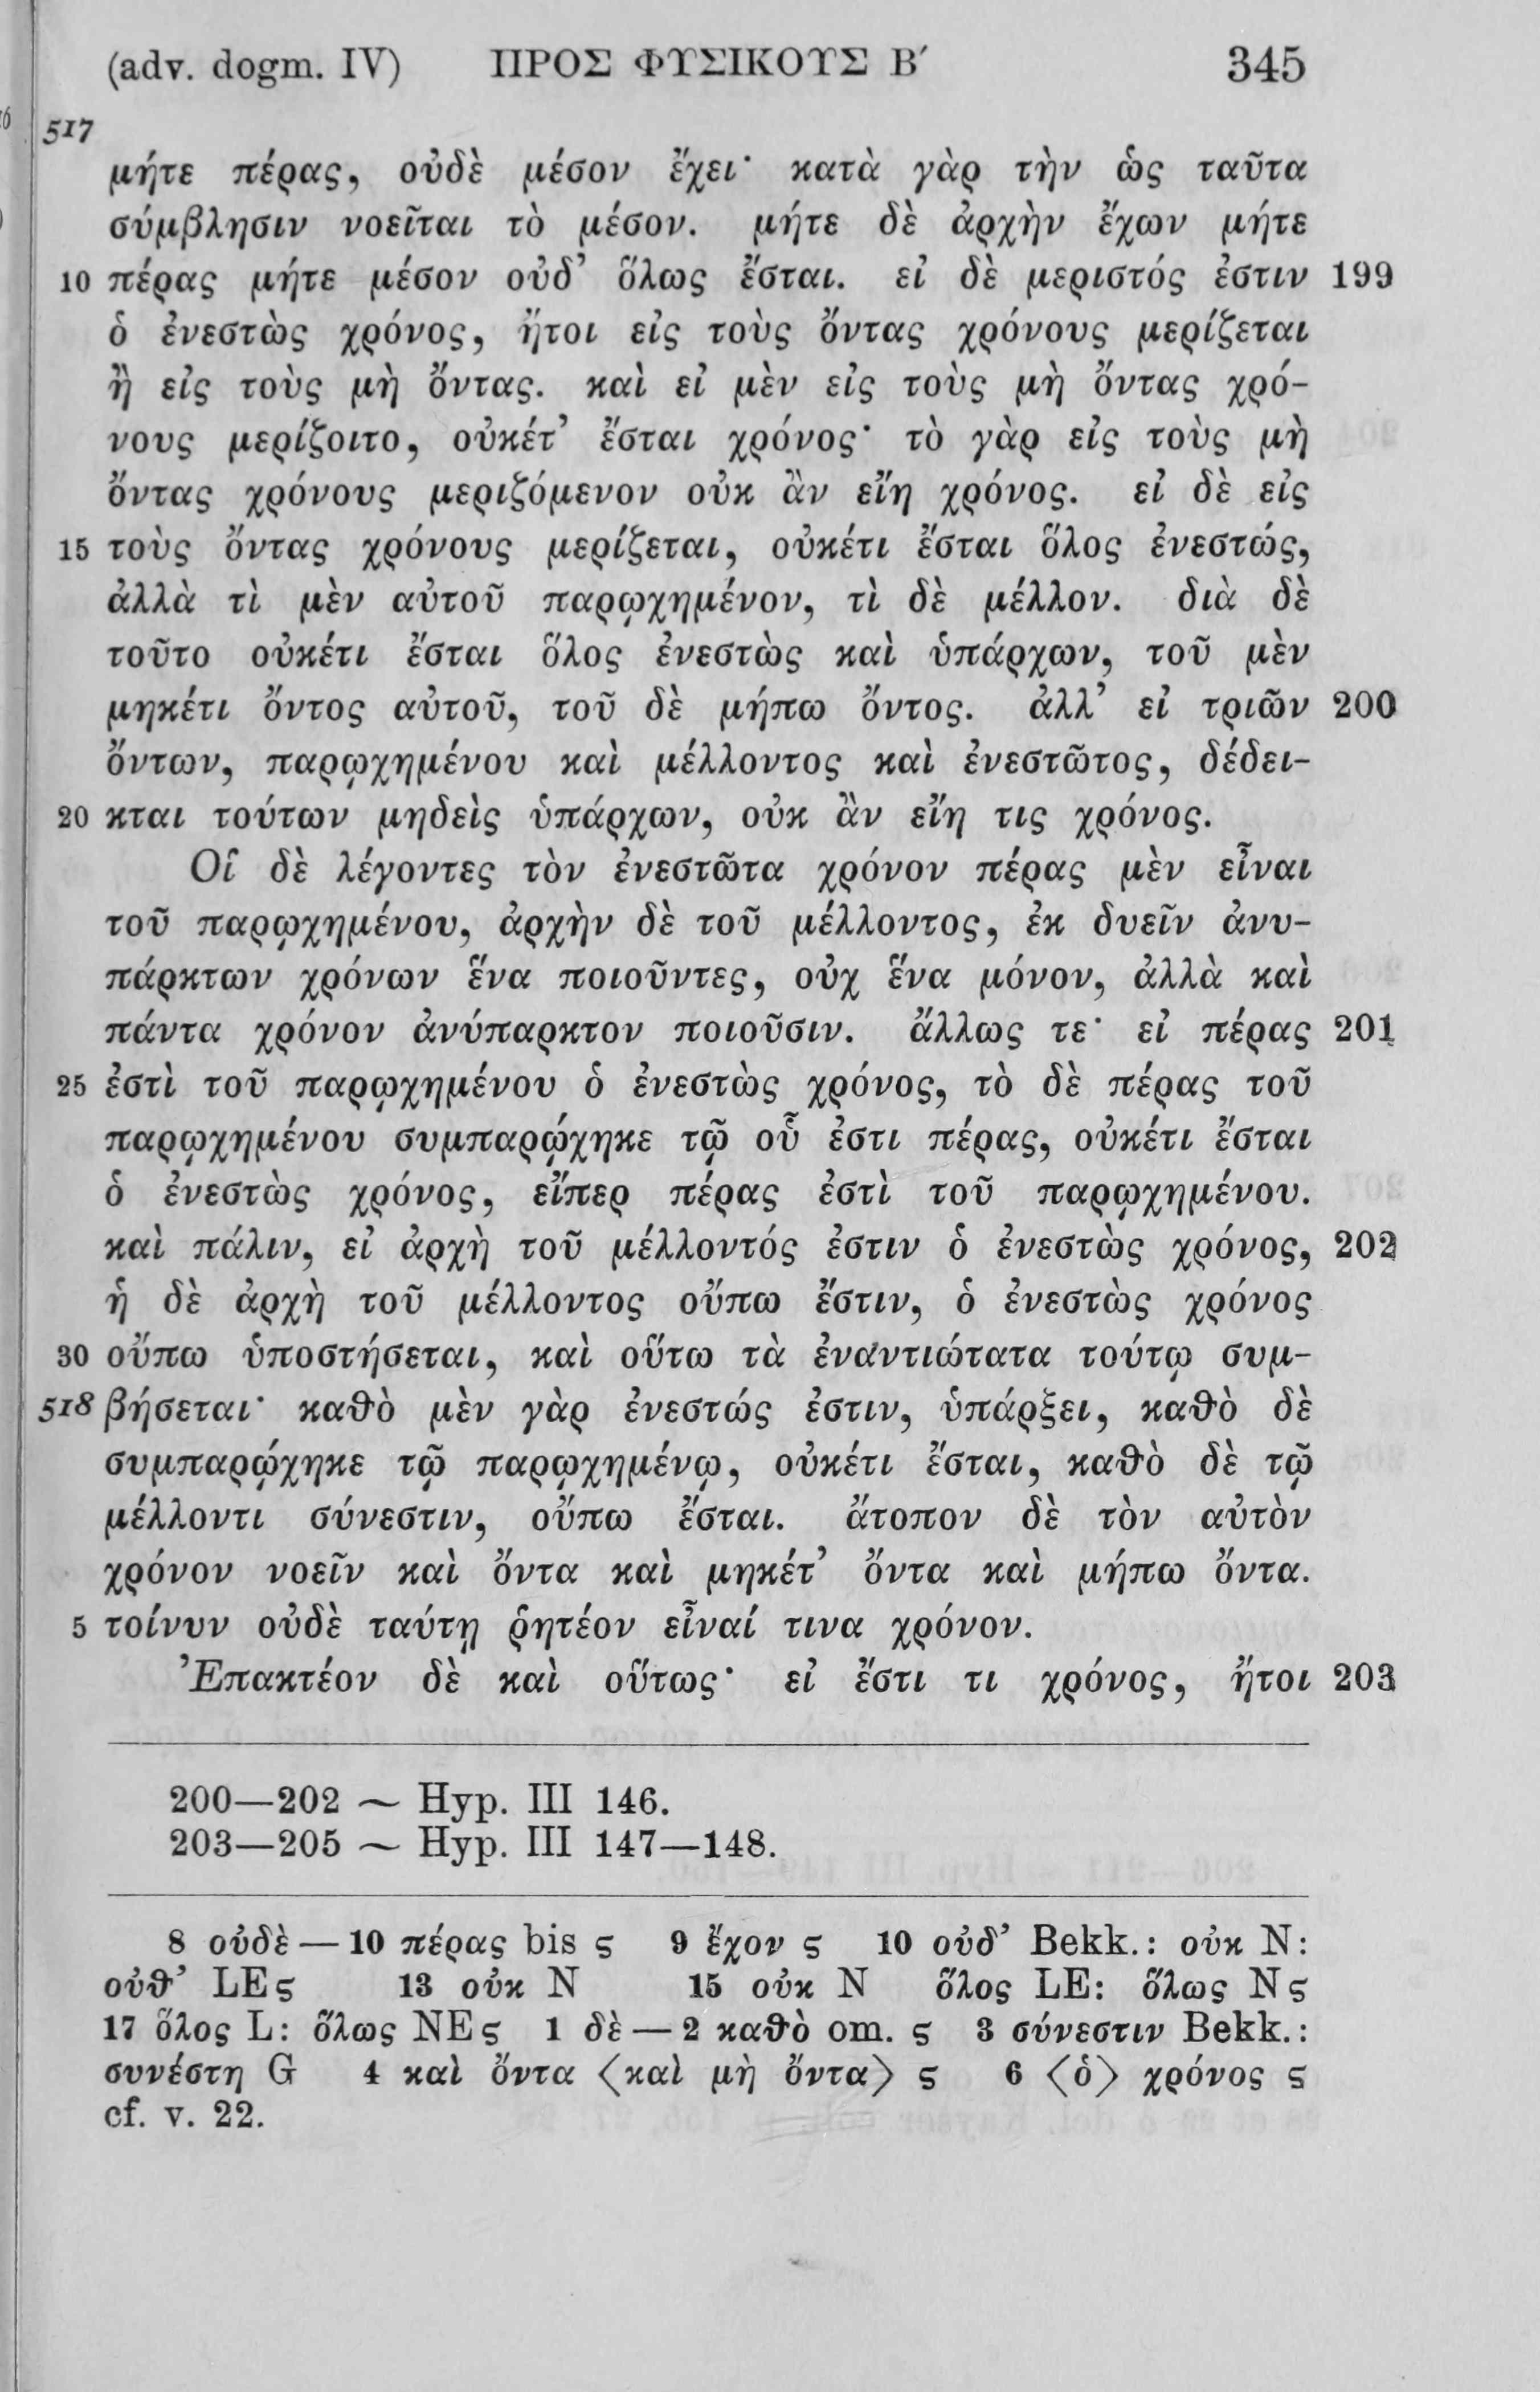 (adv. dogm. IV) ΠΡΟΣ ΦΥΣΙΚΟΥΣ Β′ 345
517
μήτε πέρας, οὐδὲ μέσον ἔχει· κατὰ γὰρ τὴν ὡς ταῦτα
σύμβλησιν νοεῖται τὸ μέσον. μήτε δὲ ἀρχὴν ἔχων μήτε
10 πέρας μήτε μέσον οὐδ’ ὅλως ἔσται. εἰ δὲ μεριστός ἐστιν 199
ὁ ἐνεστὼς χρόνος, ἤτοι εἰς τοὺς ὄντας χρόνους μερίζεται
ἢ εἰς τοὺς μὴ ὄντας. καὶ εἰ μὲν εἰς τοὺς μὴ ὄντας χρό-
νους μερίζοιτο, οὐκέτ’ ἔσται χρόνος· τὸ γὰρ εἰς τοὺς μὴ
ὄντας χρόνους μεριζόμενον οὐκ ἂν εἴη χρόνος. εἰ δὲ εἰς
15 τοὺς ὄντας χρόνους μερίζεται, οὐκέτι ἔσται ὅλος ἐνεστώς,
ἀλλὰ τὶ μὲν αὐτοῦ παρῳχημένον, τὶ δὲ μέλλον. διὰ δὲ
τοῦτο οὐκέτι ἔσται ὅλος ἐνεστὼς καὶ ὑπάρχων, τοῦ μὲν
μηκέτι ὄντος αὐτοῦ, τοῦ δὲ μήπω ὄντος. ἀλλ’ εἰ τριῶν 200
ὄντων, παρῳχημένου καὶ μέλλοντος καὶ ἐνεστῶτος, δέδει-
20 κται τούτων μηδεὶς ὑπάρχων, οὐκ ἂν εἴη τις χρόνος.
Οἵ δὲ λέγοντες τὸν ἐνεστῶτα χρόνον πέρας μὲν εἶναι
τοῦ παρῳχημένου, ἀρχὴν δὲ τοῦ μέλλοντος, ἐκ δυεῖν ἀνυ-
πάρκτων χρόνων ἕνα ποιοῦντες, οὐχ ἕνα μόνον, ἀλλὰ καὶ
πάντα χρόνον ἀνύπαρκτον ποιοῦσιν. ἄλλως τε· εἰ πέρας 201
25 ἐστὶ τοῦ παρῳχημένου ὁ ἐνεστὼς χρόνος, τὸ δὲ πέρας τοῦ
παρῳχημένου συμπαρῴχηκε τῷ οὗ ἐστι πέρας, οὐκέτι ἔσται
ὁ ἐνεστὼς χρόνος, εἴπερ πέρας ἐστὶ τοῦ παρῳχημένου.
καὶ πάλιν, εἰ ἀρχὴ τοῦ μέλλοντός ἐστιν ὁ ἐνεστὼς χρόνος, 202
ἡ δὲ ἀρχὴ τοῦ μέλλοντος οὔπω ἔστιν, ὁ ἐνεστὼς χρόνος
30 οὔπω ὑποστήσεται, καὶ οὕτω τὰ ἐναντιώτατα τούτῳ συμ-
518 βήσεται· καθὸ μὲν γὰρ ἐνεστώς ἐστιν, ὑπάρξει, καθὸ δὲ
συμπαρῴχηκε τῷ παρῳχημένῳ, οὐκέτι ἔσται, καθὸ δὲ τῷ
μέλλοντι σύνεστιν, οὔπω ἔσται. ἄτοπον δὲ τὸν αὐτὸν
χρόνον νοεῖν καὶ ὄντα καὶ μηκέτ’ ὄντα καὶ μήπω ὄντα.
5 τοίνυν οὐδὲ ταύτῃ ῥητέον εἶναί τινα χρόνον.
Ἐπακτέον δὲ καὶ οὕτως· εἰ ἔστι τι χρόνος, ἤτοι 203
200—202 ~ Hyp. III 146.
203—205 ~ Hyp. III 147—148.
8 οὐδὲ — 10 πέρας bis ς 9 ἔχον ς 10 οὐδ’ Bekk.: οὐκ N:
οὐθ’ LEς 13 οὐκ N 15 οὐκ N ὅλος LE: ὅλως Nς
17 ὅλος L: ὅλως NEς 1 δὲ — 2 καθὸ om. ς 3 σύνεστιν Bekk.:
συνέστη G 4 καὶ ὄντα ⟨καὶ μὴ ὄντα⟩ ς 6 ⟨ὁ⟩ χρόνος ς
cf. v. 22.